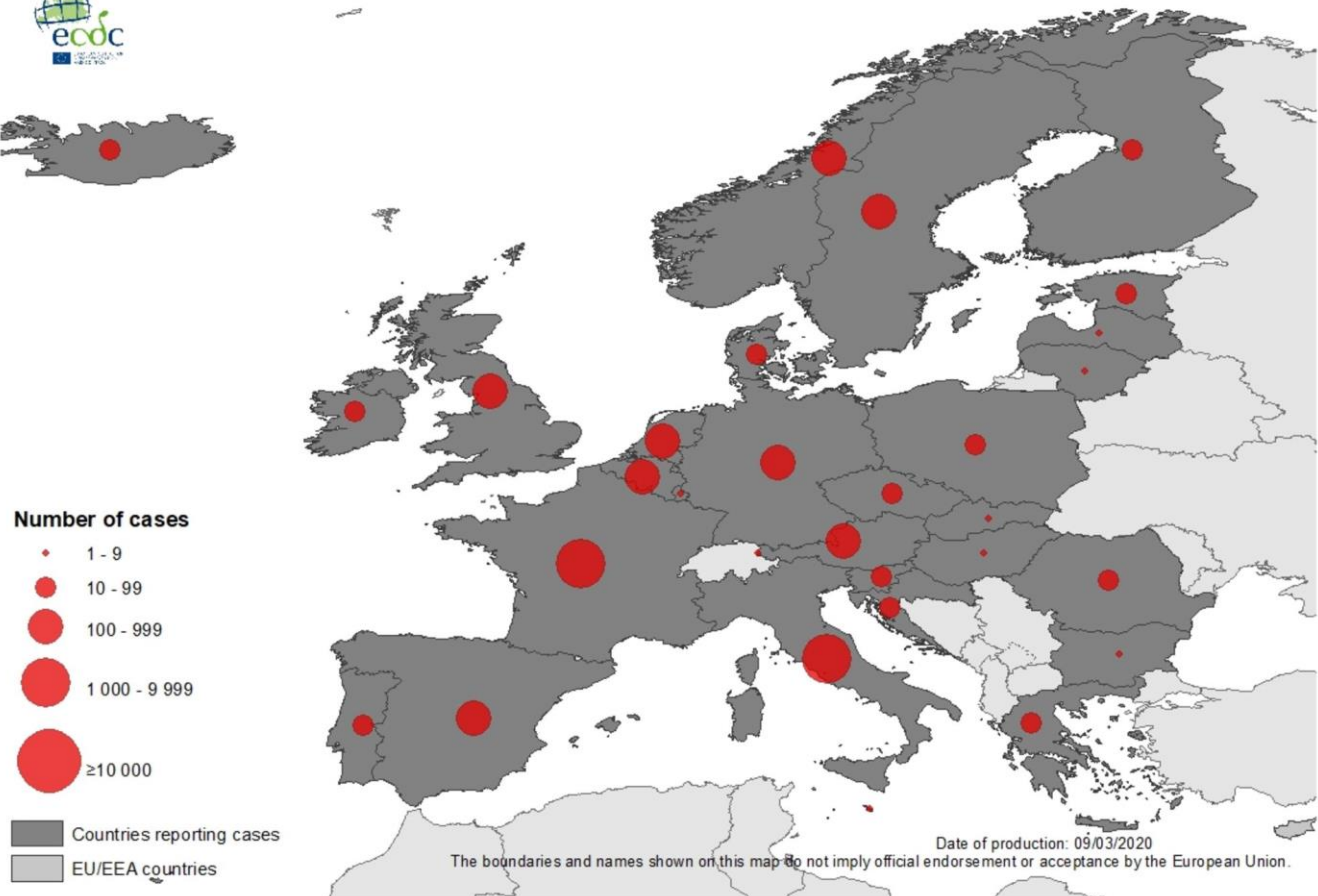 ecdc
Number of cases
1 - 9
10 - 99
100 - 999
1 000 - 9 999
≥10 000
Countries reporting cases
EU/EEA countries
Date of production: 09/03/2020
The boundaries and names shown on this map do not imply official endorsement or acceptance by the European Union.